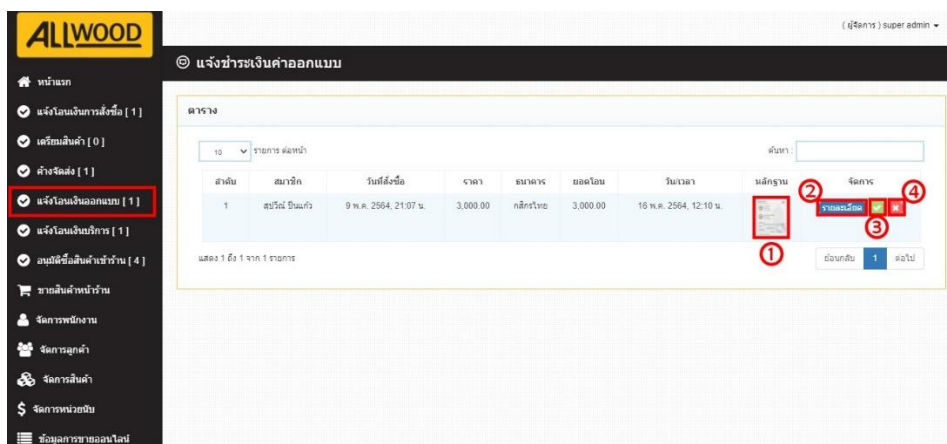 ALLWOOD
( ผู้จัดการ ) super admin
หน้าแรก
แจ้งโอนเงินการสั่งซื้อ [ 1 ]
เตรียมสินค้า [ 0 ]
ค้างจัดส่ง [ 1 ]
แจ้งโอนเงินออกแบบ [ 1 ]
แจ้งโอนเงินบริการ [ 1 ]
อนุมัติซื้อสินค้าเข้าร้าน [ 4 ]
ขายสินค้าหน้าร้าน
จัดการพนักงาน
จัดการลูกค้า
จัดการสินค้า
$ จัดการหน่วยนับ
ข้อมูลการขายออนไลน์
แจ้งชำระเงินค่าออกแบบ
ตาราง
10 รายการ ต่อหน้า
ค้นหา :
ลำดับ สมาชิก วันที่สั่งซื้อ ราคา ธนาคาร ยอดโอน วัน/เวลา หลักฐาน จัดการ
1 สุปวีณ์ ปิ่นแก้ว 9 พ.ค. 2564, 21:07 น. 3,000.00 กสิกรไทย 3,000.00 16 พ.ค. 2564, 12:10 น. รายละเอียด
① ② ③ ④
แสดง 1 ถึง 1 จาก 1 รายการ
ย้อนกลับ 1 ต่อไป